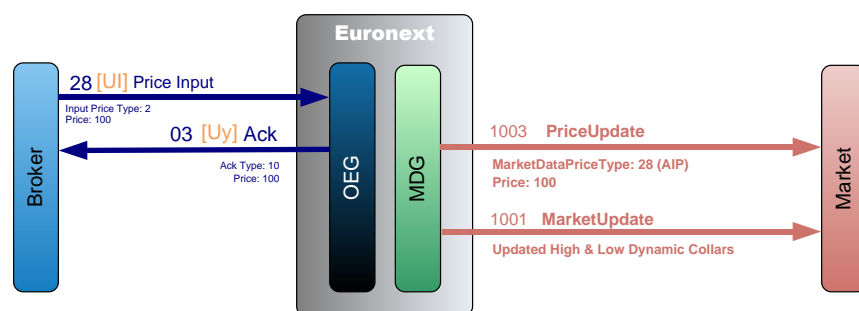 Euronext
28 [UI] Price Input
Input Price Type: 2
Price: 100
03 [Uy] Ack
Ack Type: 10
Price: 100
Broker
OEG
MDG
1003 PriceUpdate
MarketDataPriceType: 28 (AIP)
Price: 100
1001 MarketUpdate
Updated High & Low Dynamic Collars
Market